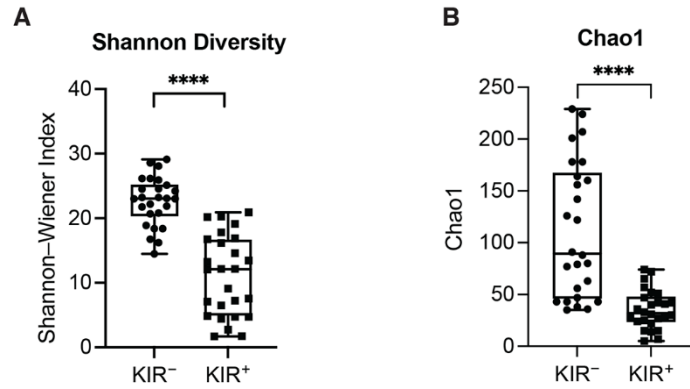 A
Shannon Diversity
****
Shannon–Wiener Index
40
30
20
10
0
KIR⁻
KIR⁺
B
Chao1
****
Chao1
250
200
150
100
50
0
KIR⁻
KIR⁺